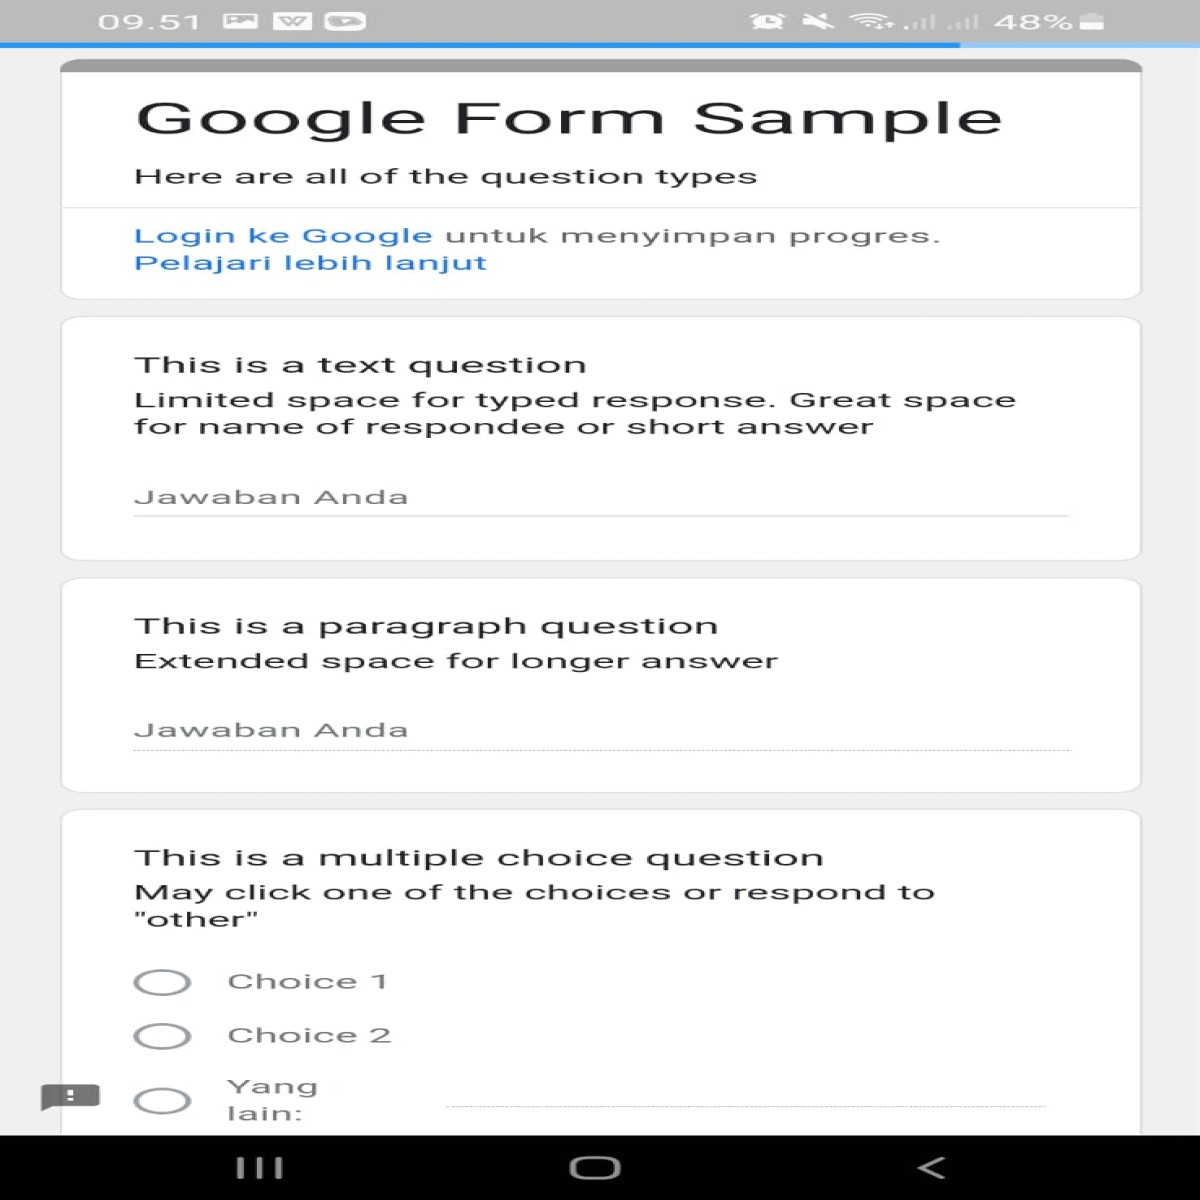 09.51
48%
Google Form Sample
Here are all of the question types
Login ke Google untuk menyimpan progres.
Pelajari lebih lanjut
This is a text question
Limited space for typed response. Great space
for name of respondee or short answer
Jawaban Anda
This is a paragraph question
Extended space for longer answer
Jawaban Anda
This is a multiple choice question
May click one of the choices or respond to
"other"
Choice 1
Choice 2
Yang
lain: